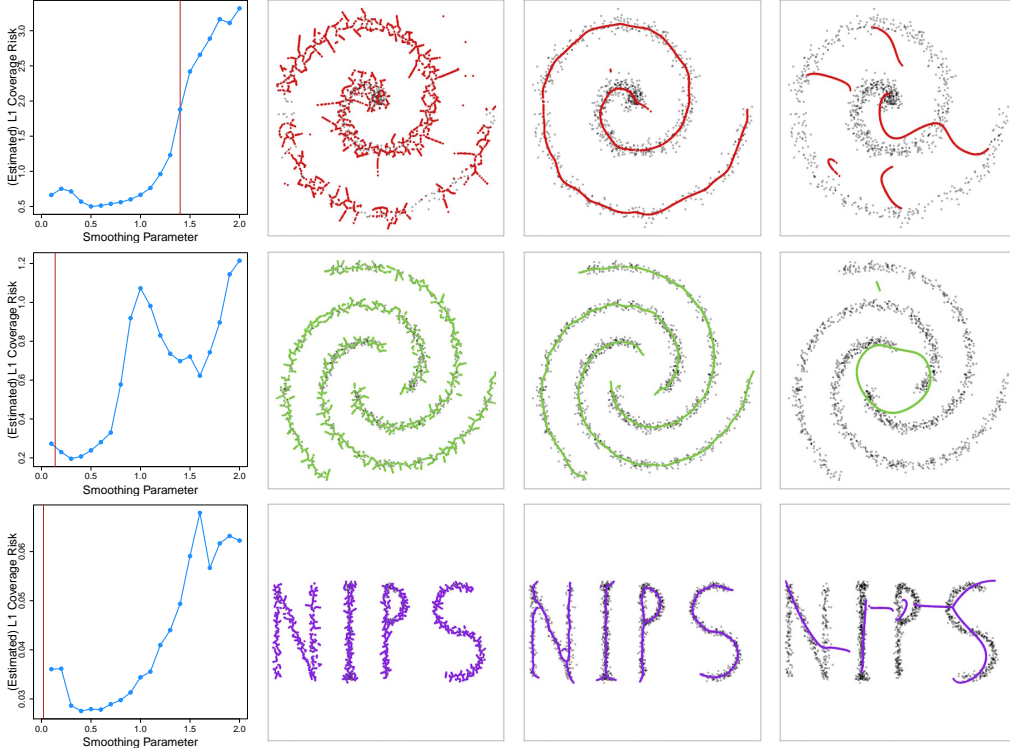 (Estimated) L1 Coverage Risk
0.5 1.0 1.5 2.0 2.5 3.0
0.0 0.5 1.0 1.5 2.0
Smoothing Parameter
(Estimated) L1 Coverage Risk
0.2 0.4 0.6 0.8 1.0 1.2
0.0 0.5 1.0 1.5 2.0
Smoothing Parameter
(Estimated) L1 Coverage Risk
0.03 0.04 0.05 0.06
0.0 0.5 1.0 1.5 2.0
Smoothing Parameter
NIPS
NIPS
NIPS